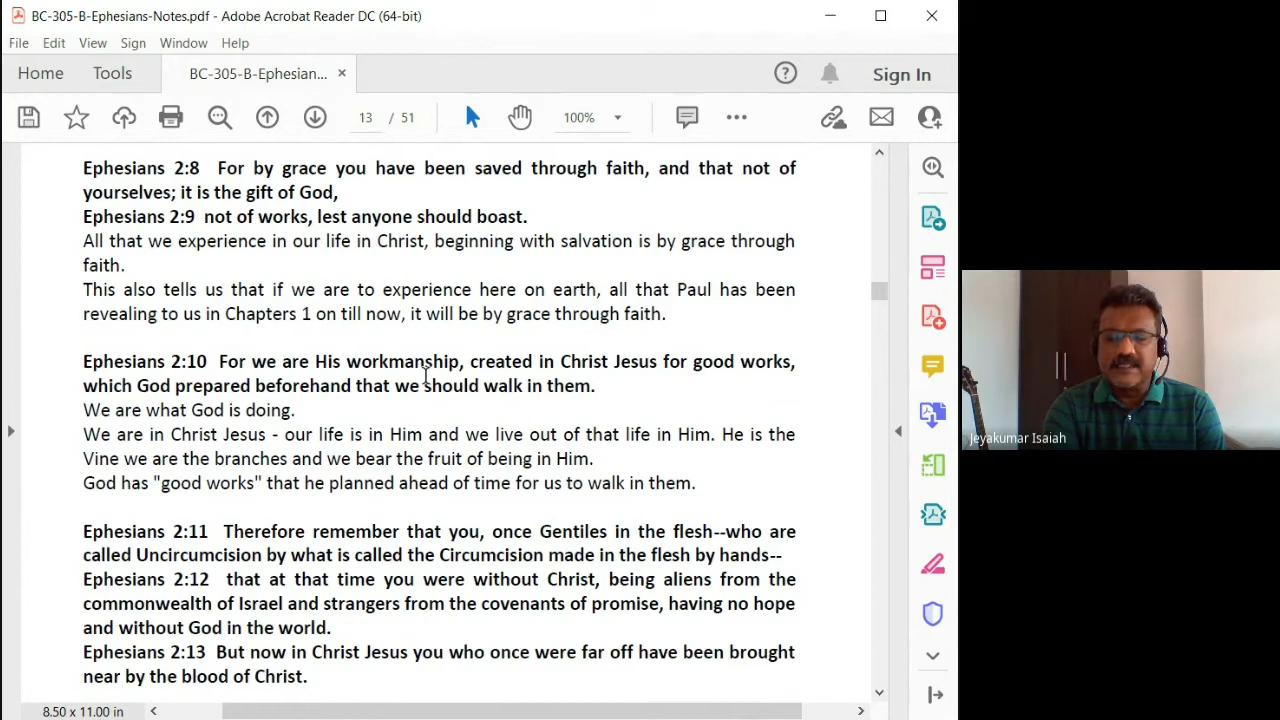 BC-305-B-Ephesians-Notes.pdf - Adobe Acrobat Reader DC (64-bit)
File Edit View Sign Window Help
Home Tools BC-305-B-Ephesian... × Sign In
13 / 51 100%
Ephesians 2:8 For by grace you have been saved through faith, and that not of
yourselves; it is the gift of God,
Ephesians 2:9 not of works, lest anyone should boast.
All that we experience in our life in Christ, beginning with salvation is by grace through
faith.
This also tells us that if we are to experience here on earth, all that Paul has been
revealing to us in Chapters 1 on till now, it will be by grace through faith.
Ephesians 2:10 For we are His workmanship, created in Christ Jesus for good works,
which God prepared beforehand that we should walk in them.
We are what God is doing.
We are in Christ Jesus - our life is in Him and we live out of that life in Him. He is the
Vine we are the branches and we bear the fruit of being in Him.
God has "good works" that he planned ahead of time for us to walk in them.
Ephesians 2:11 Therefore remember that you, once Gentiles in the flesh--who are
called Uncircumcision by what is called the Circumcision made in the flesh by hands--
Ephesians 2:12 that at that time you were without Christ, being aliens from the
commonwealth of Israel and strangers from the covenants of promise, having no hope
and without God in the world.
Ephesians 2:13 But now in Christ Jesus you who once were far off have been brought
near by the blood of Christ.
8.50 x 11.00 in
Jeyakumar Isaiah